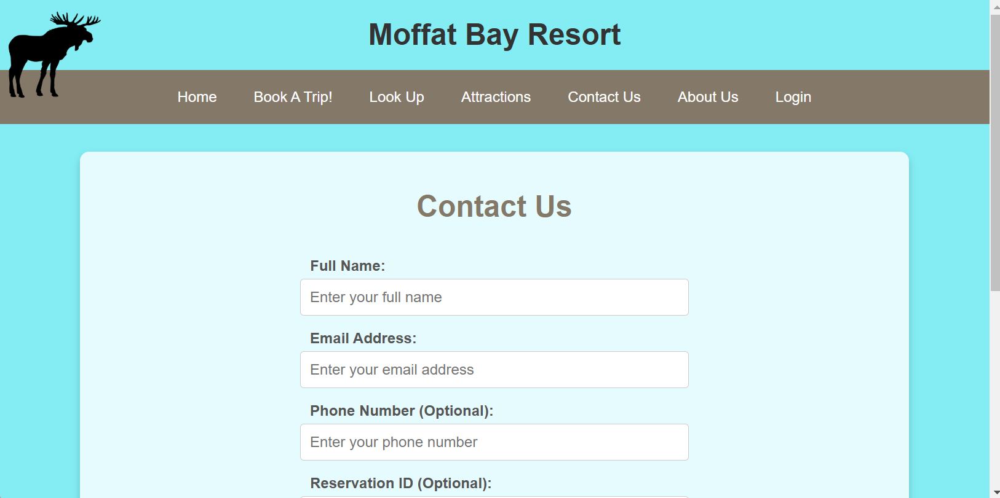 Moffat Bay Resort
Home Book A Trip! Look Up Attractions Contact Us About Us Login
Contact Us
Full Name:
Enter your full name
Email Address:
Enter your email address
Phone Number (Optional):
Enter your phone number
Reservation ID (Optional):